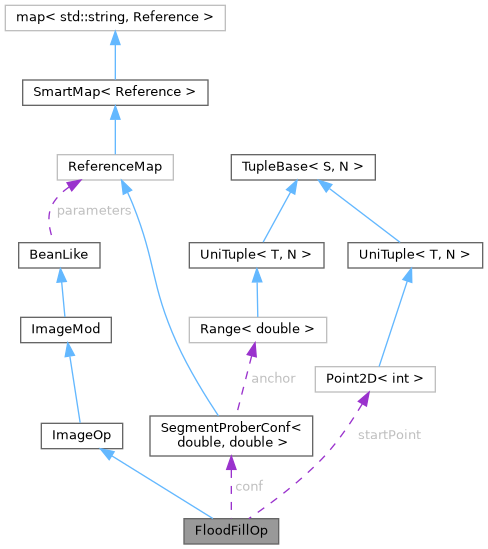 map< std::string, Reference >
SmartMap< Reference >
ReferenceMap
TupleBase< S, N >
parameters
BeanLike
UniTuple< T, N >
UniTuple< T, N >
ImageMod
Range< double >
anchor
Point2D< int >
ImageOp
SegmentProberConf<
double, double >
startPoint
conf
FloodFillOp